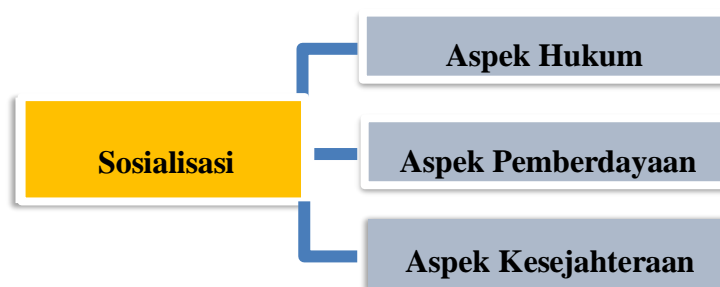 Aspek Hukum
Sosialisasi
Aspek Pemberdayaan
Aspek Kesejahteraan